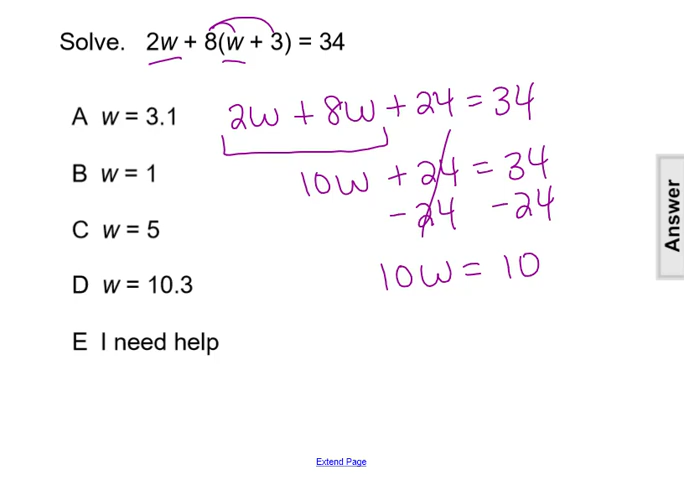 Solve. 2w + 8(w + 3) = 34
A w = 3.1
2w + 8w + 24 = 34
B w = 1
10w + 24 = 34
- 24 - 24
C w = 5
10w = 10
D w = 10.3
E I need help
Answer
Extend Page